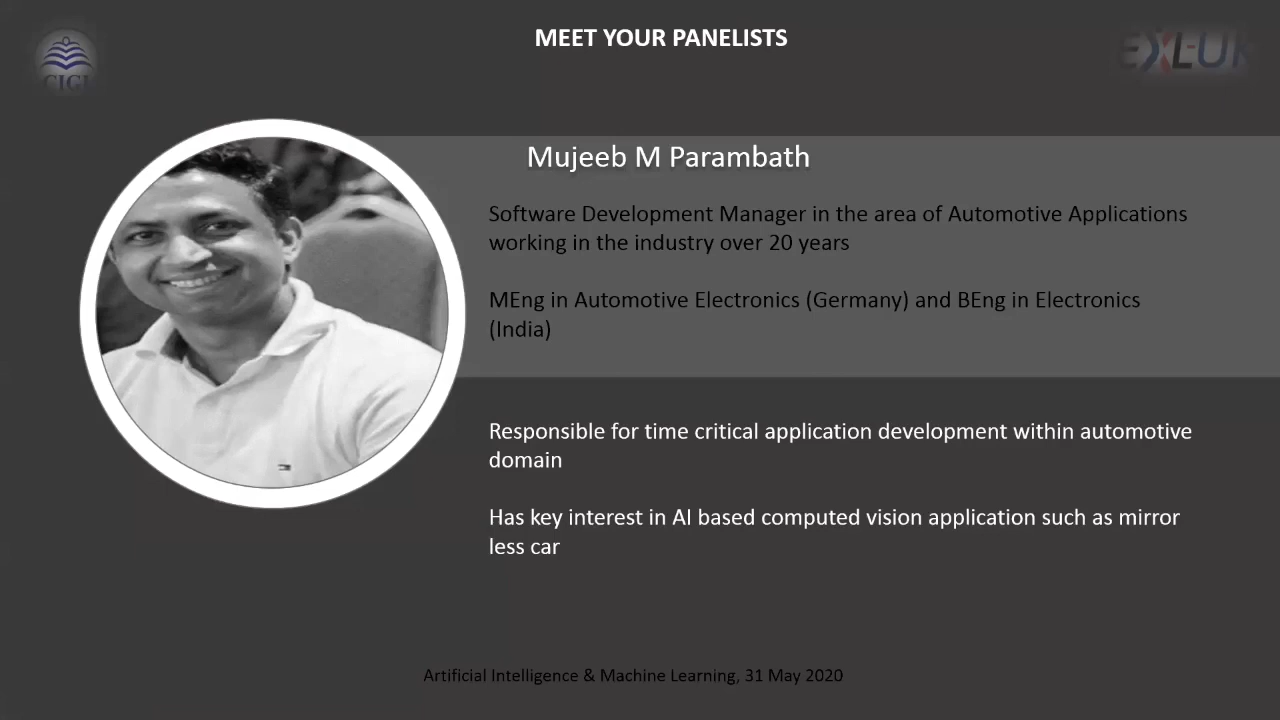 MEET YOUR PANELISTS
CIGI
EXL-UK
Mujeeb M Parambath
Software Development Manager in the area of Automotive Applications
working in the industry over 20 years
MEng in Automotive Electronics (Germany) and BEng in Electronics
(India)
Responsible for time critical application development within automotive
domain
Has key interest in AI based computed vision application such as mirror
less car
Artificial Intelligence & Machine Learning, 31 May 2020